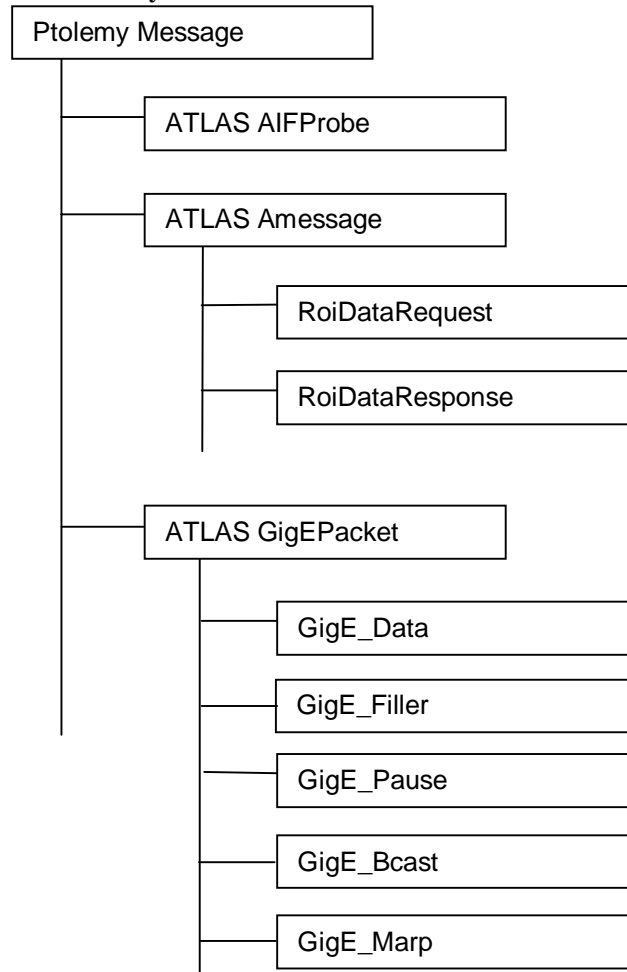 Ptolemy Message
ATLAS AIFProbe
ATLAS Amessage
RoiDataRequest
RoiDataResponse
ATLAS GigEPacket
GigE_Data
GigE_Filler
GigE_Pause
GigE_Bcast
GigE_Marp